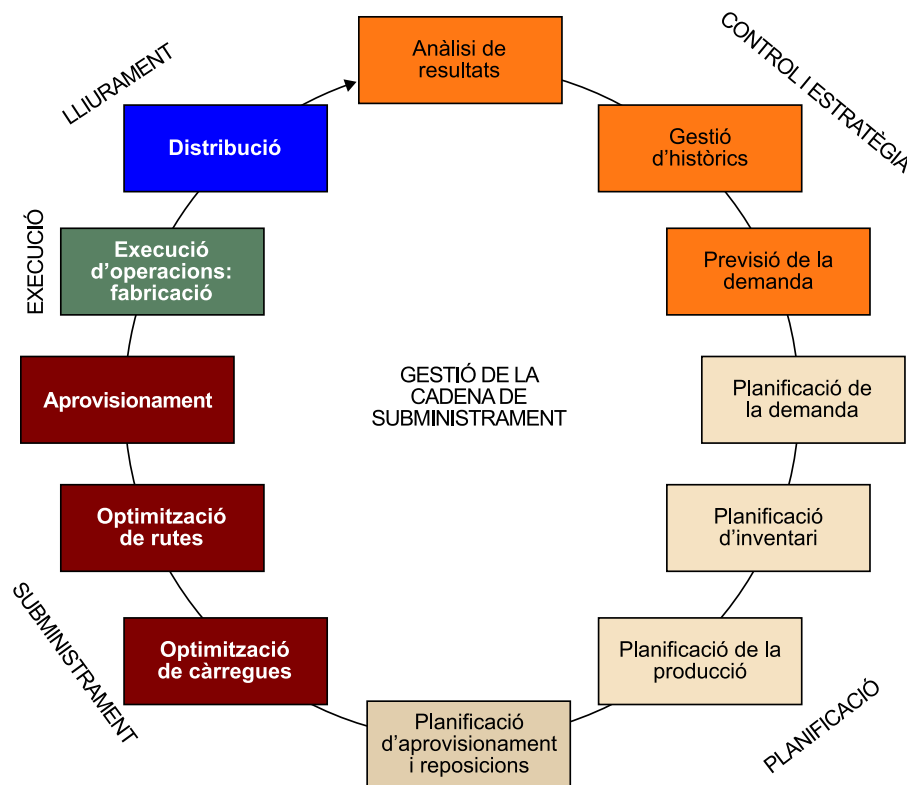 Anàlisi de
resultats
CONTROL I ESTRATÈGIA
Gestió
d'històrics
Previsió de la
demanda
Planificació de
la demanda
Planificació
d'inventari
Planificació de la
producció
PLANIFICACIÓ
Planificació
d'aprovisionament
i reposicions
Optimització
de càrregues
SUBMINISTRAMENT
Optimització
de rutes
Aprovisionament
Execució
d'operacions:
fabricació
EXECUCIÓ
Distribució
LLIURAMENT
GESTIÓ DE LA
CADENA DE
SUBMINISTRAMENT